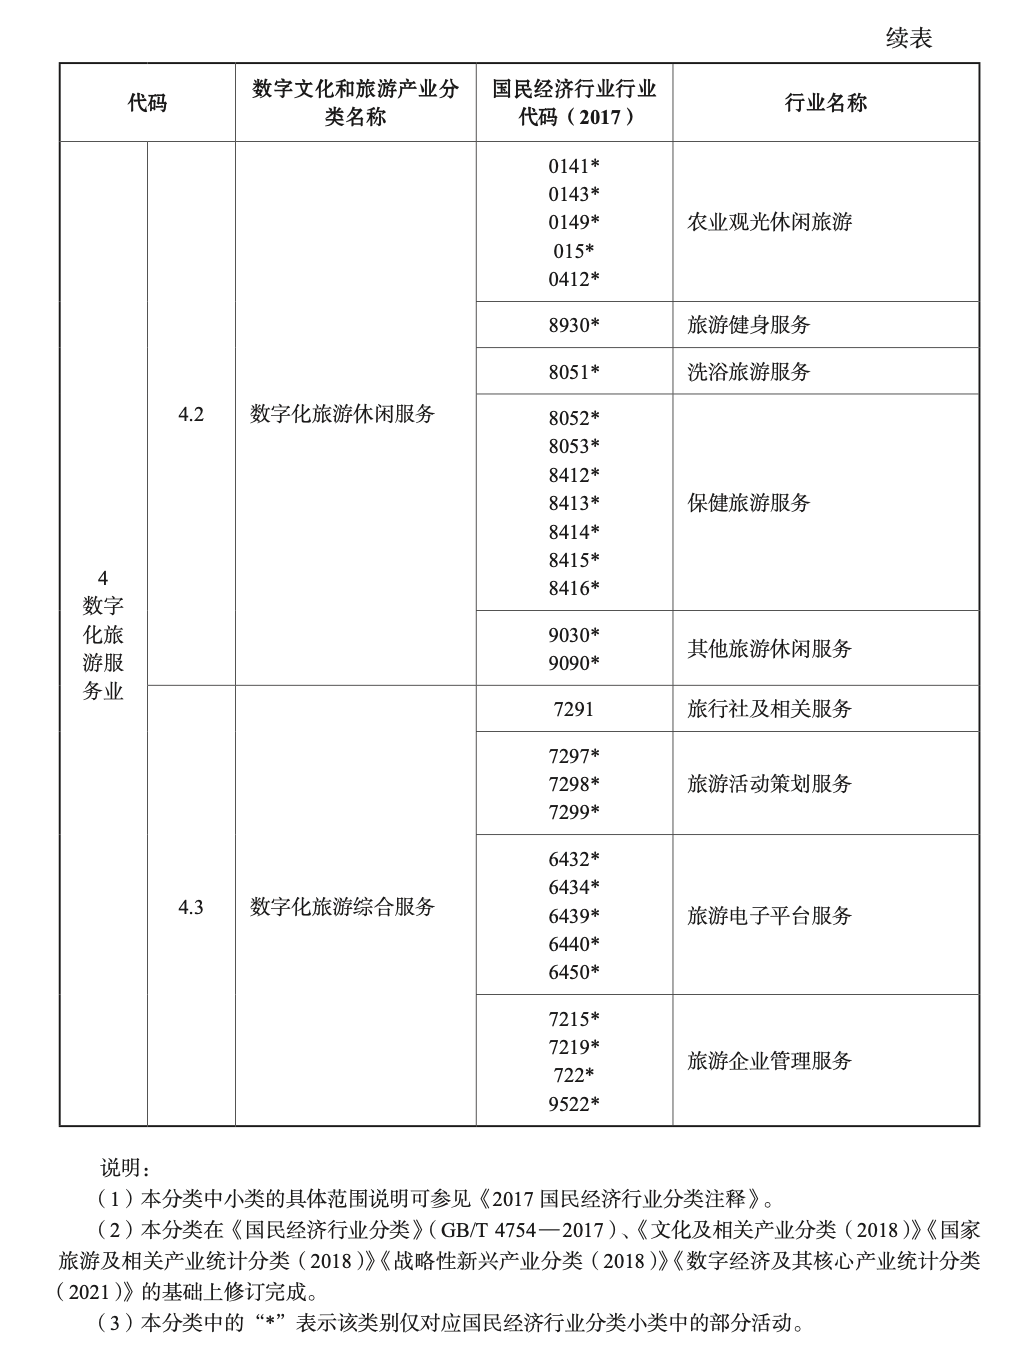 续表
代码
数字文化和旅游产业分
类名称
国民经济行业行业
代码（2017）
行业名称
4
数字
化旅
游服
务业
4.2
数字化旅游休闲服务
0141*
0143*
0149*
015*
0412*
农业观光休闲旅游
8930*
旅游健身服务
8051*
洗浴旅游服务
8052*
8053*
8412*
8413*
8414*
8415*
8416*
保健旅游服务
9030*
9090*
其他旅游休闲服务
4.3
数字化旅游综合服务
7291
旅行社及相关服务
7297*
7298*
7299*
旅游活动策划服务
6432*
6434*
6439*
6440*
6450*
旅游电子平台服务
7215*
7219*
722*
9522*
旅游企业管理服务
说明：
（1）本分类中小类的具体范围说明可参见《2017 国民经济行业分类注释》。
（2）本分类在《国民经济行业分类》（GB/T 4754—2017）、《文化及相关产业分类（2018）》《国家
旅游及相关产业统计分类（2018）》《战略性新兴产业分类（2018）》《数字经济及其核心产业统计分类
（2021）》的基础上修订完成。
（3）本分类中的“*”表示该类别仅对应国民经济行业分类小类中的部分活动。